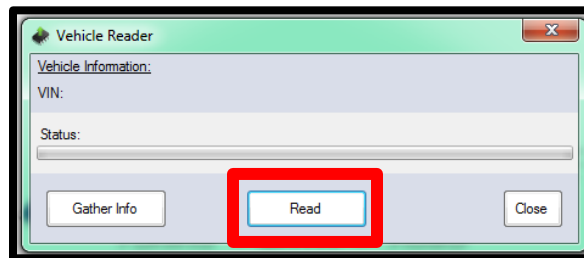 Vehicle Reader
Vehicle Information:
VIN:
Status:
Gather Info Read Close